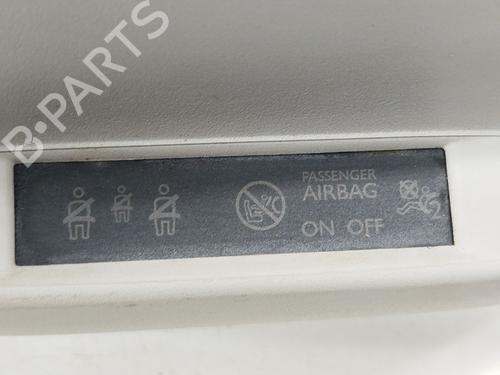 B-PARTS
PASSENGER
AIRBAG
ON OFF